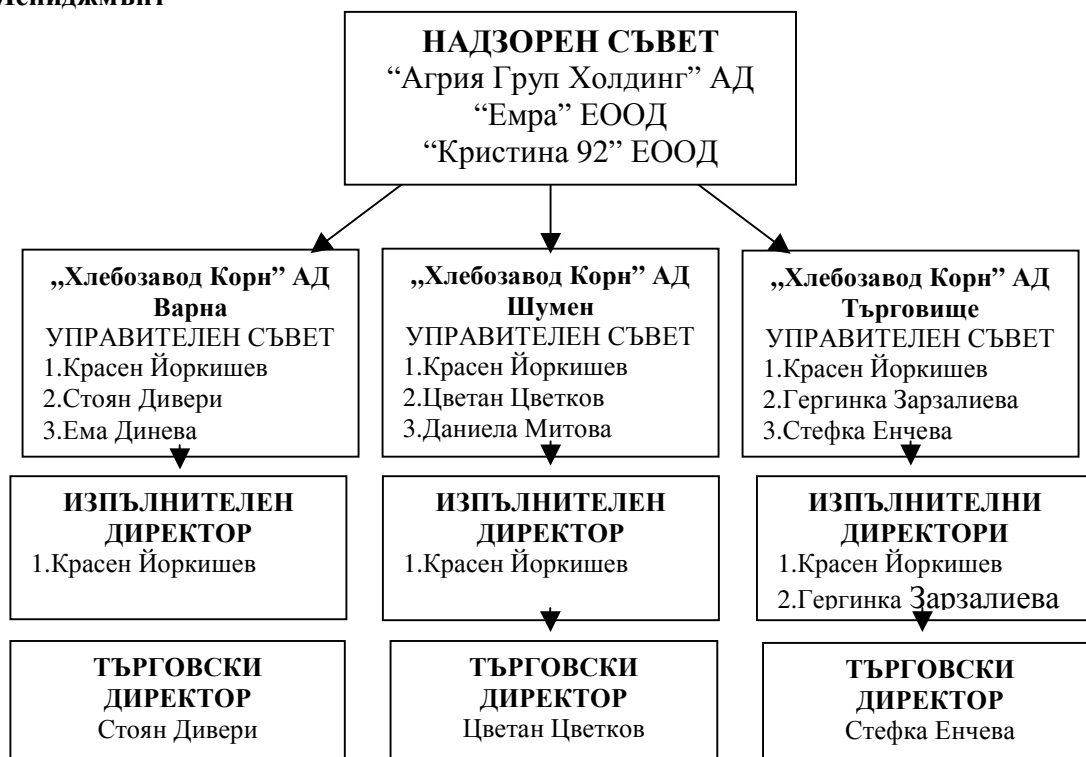 Мениджмънт
НАДЗОРЕН СЪВЕТ
“Агрия Груп Холдинг” АД
“Емра” ЕООД
“Кристина 92” ЕООД
„Хлебозавод Корн” АД
Варна
УПРАВИТЕЛЕН СЪВЕТ
1.Красен Йоркишев
2.Стоян Дивери
3.Ема Динева
„Хлебозавод Корн” АД
Шумен
УПРАВИТЕЛЕН СЪВЕТ
1.Красен Йоркишев
2.Цветан Цветков
3.Даниела Митова
„Хлебозавод Корн” АД
Търговище
УПРАВИТЕЛЕН СЪВЕТ
1.Красен Йоркишев
2.Гергинка Зарзалиева
3.Стефка Енчева
ИЗПЪЛНИТЕЛЕН
ДИРЕКТОР
1.Красен Йоркишев
ИЗПЪЛНИТЕЛЕН
ДИРЕКТОР
1.Красен Йоркишев
ИЗПЪЛНИТЕЛНИ
ДИРЕКТОРИ
1.Красен Йоркишев
2.Гергинка Зарзалиева
ТЪРГОВСКИ
ДИРЕКТОР
Стоян Дивери
ТЪРГОВСКИ
ДИРЕКТОР
Цветан Цветков
ТЪРГОВСКИ
ДИРЕКТОР
Стефка Енчева